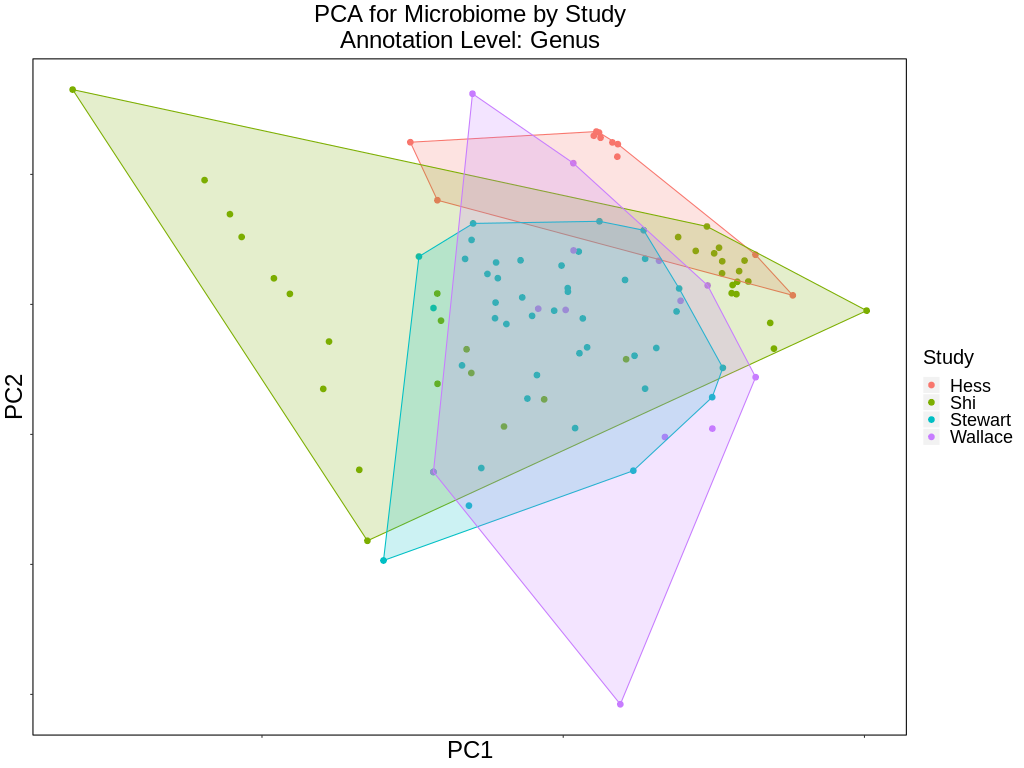 PCA for Microbiome by Study
Annotation Level: Genus
PC2
PC1
Study
Hess
Shi
Stewart
Wallace